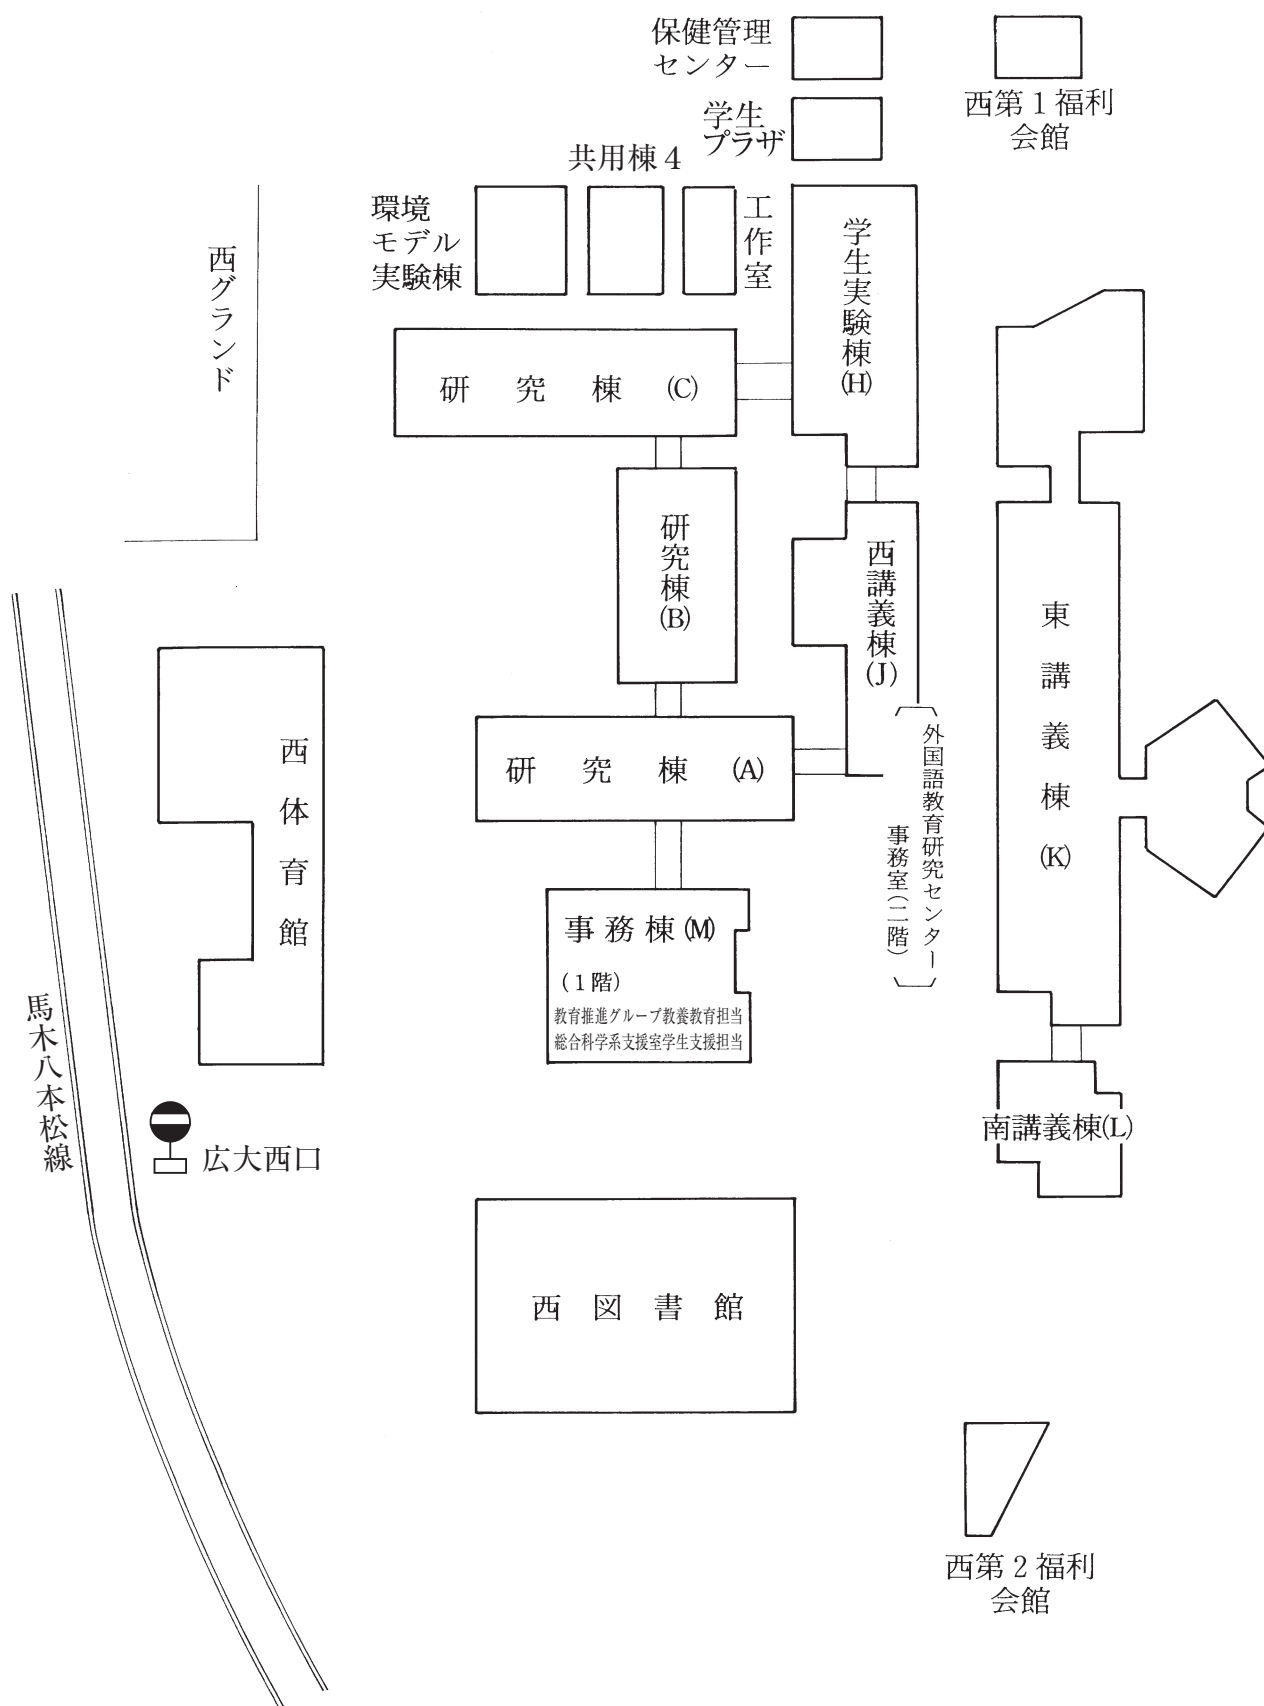 保健管理
センター
西第1福利
会館
学生
プラザ
共用棟4
環境
モデル
実験棟
工作室
西グランド
学生実験棟(H)
研究棟(C)
研究棟(B)
西講義棟(J)
東講義棟(K)
研究棟(A)
外国語教育研究センター
事務室(二階)
西体育館
事務棟(M)
(1階)
教育推進グループ教養教育担当
総合科学系支援室学生支援担当
馬木八本松線
広大西口
南講義棟(L)
西図書館
西第2福利
会館